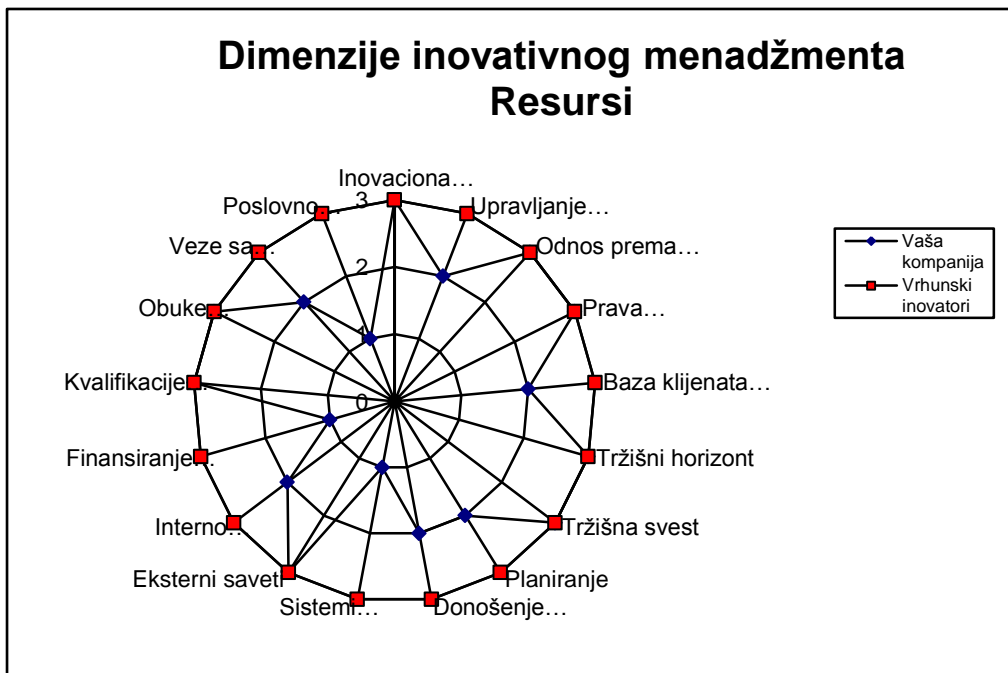 Dimenzije inovativnog menadžmenta
Resursi
Inovaciona…
Upravljanje…
Odnos prema…
Prava…
Baza klijenata…
Tržišni horizont
Tržišna svest
Planiranje
Donošenje…
Sistemi…
Eksterni saveti
Interno…
Finansiranje…
Kvalifikacije…
Obuke…
Veze sa…
Poslovno…
3
2
1
0
Vaša
kompanija
Vrhunski
inovatori